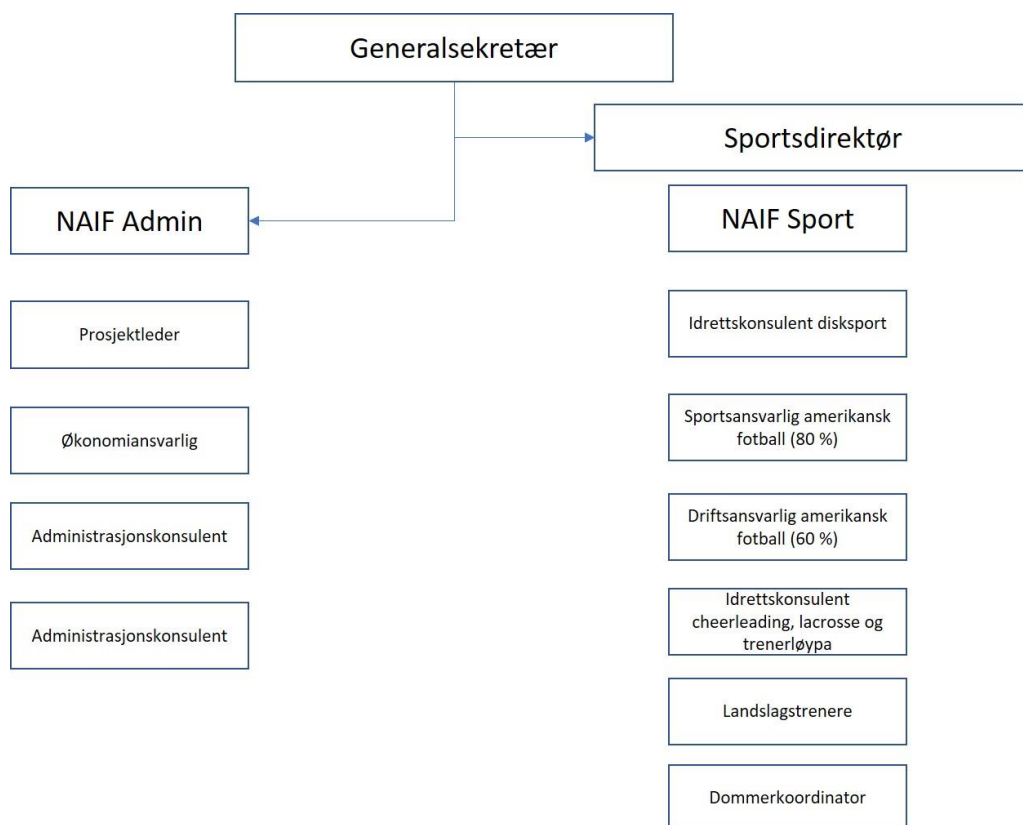 Generalsekretær
Sportsdirektør
NAIF Admin
NAIF Sport
Prosjektleder
Økonomiansvarlig
Administrasjonskonsulent
Administrasjonskonsulent
Idrettskonsulent disksport
Sportsansvarlig amerikansk
fotball (80 %)
Driftsansvarlig amerikansk
fotball (60 %)
Idrettskonsulent
cheerleading, lacrosse og
trenerløypa
Landslagstrenere
Dommerkoordinator